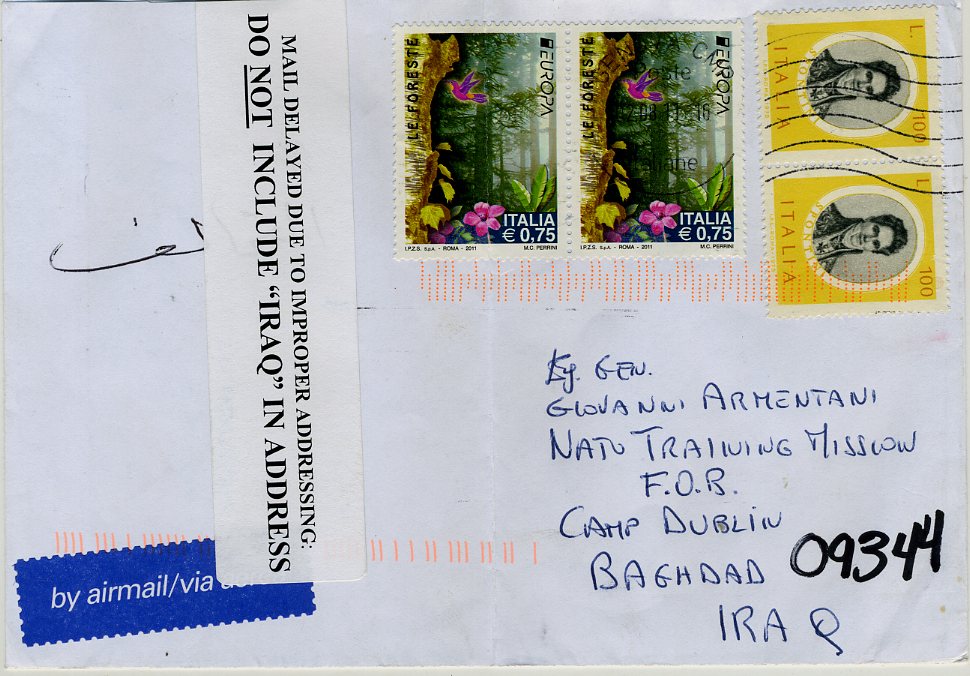 MAIL DELAYED DUE TO IMPROPER ADDRESSING:
DO NOT INCLUDE “IRAQ” IN ADDRESS
EUROPA
LE FORESTE
ITALIA
€ 0,75
I.P.Z.S. S.p.A. - ROMA - 2011
M.C. PERRINI
EUROPA
LE FORESTE
ITALIA
€ 0,75
I.P.Z.S. S.p.A. - ROMA - 2011
M.C. PERRINI
L. 100
ITALIA
L. 100
ITALIA
GEN.
GIOVANNI ARMENTANI
NATO TRAINING MISSION
F.O.B.
CAMP DUBLIN
BAGHDAD 09344
IRAQ
by airmail/via